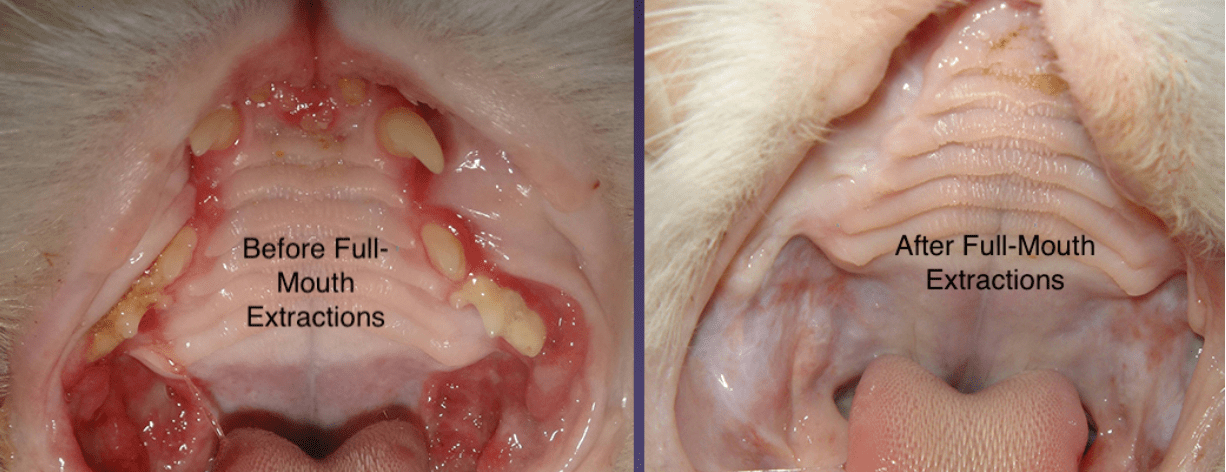 Before Full-
Mouth
Extractions
After Full-Mouth
Extractions